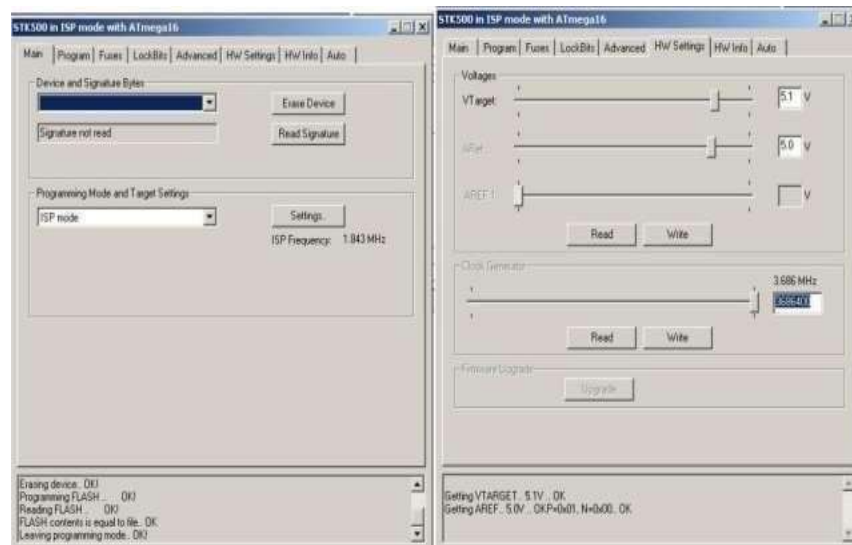 STK500 in ISP mode with ATmega16
Main Program Fuses LockBits Advanced HW Settings HW Info Auto
Device and Signature Bytes
Erase Device
Signature not read
Read Signature
Programming Mode and Target Settings
ISP mode
Settings..
ISP Frequency: 1.843 MHz
Erasing device.. OK!
Programming FLASH .. OK!
Reading FLASH .. OK!
FLASH contents is equal to file.. OK
Leaving programming mode.. OK!
STK500 in ISP mode with ATmega16
Main Program Fuses LockBits Advanced HW Settings HW Info Auto
Voltages
VTarget: 5.1 V
ARef 5.0 V
AREF 1: V
Read Write
Clock Generator
3.686 MHz
3686400
Read Write
Firmware Upgrade
Upgrade
Getting VTARGET.. 5.1V .. OK
Getting AREF.. 5.0V .. OKP=0x01, N=0x00.. OK